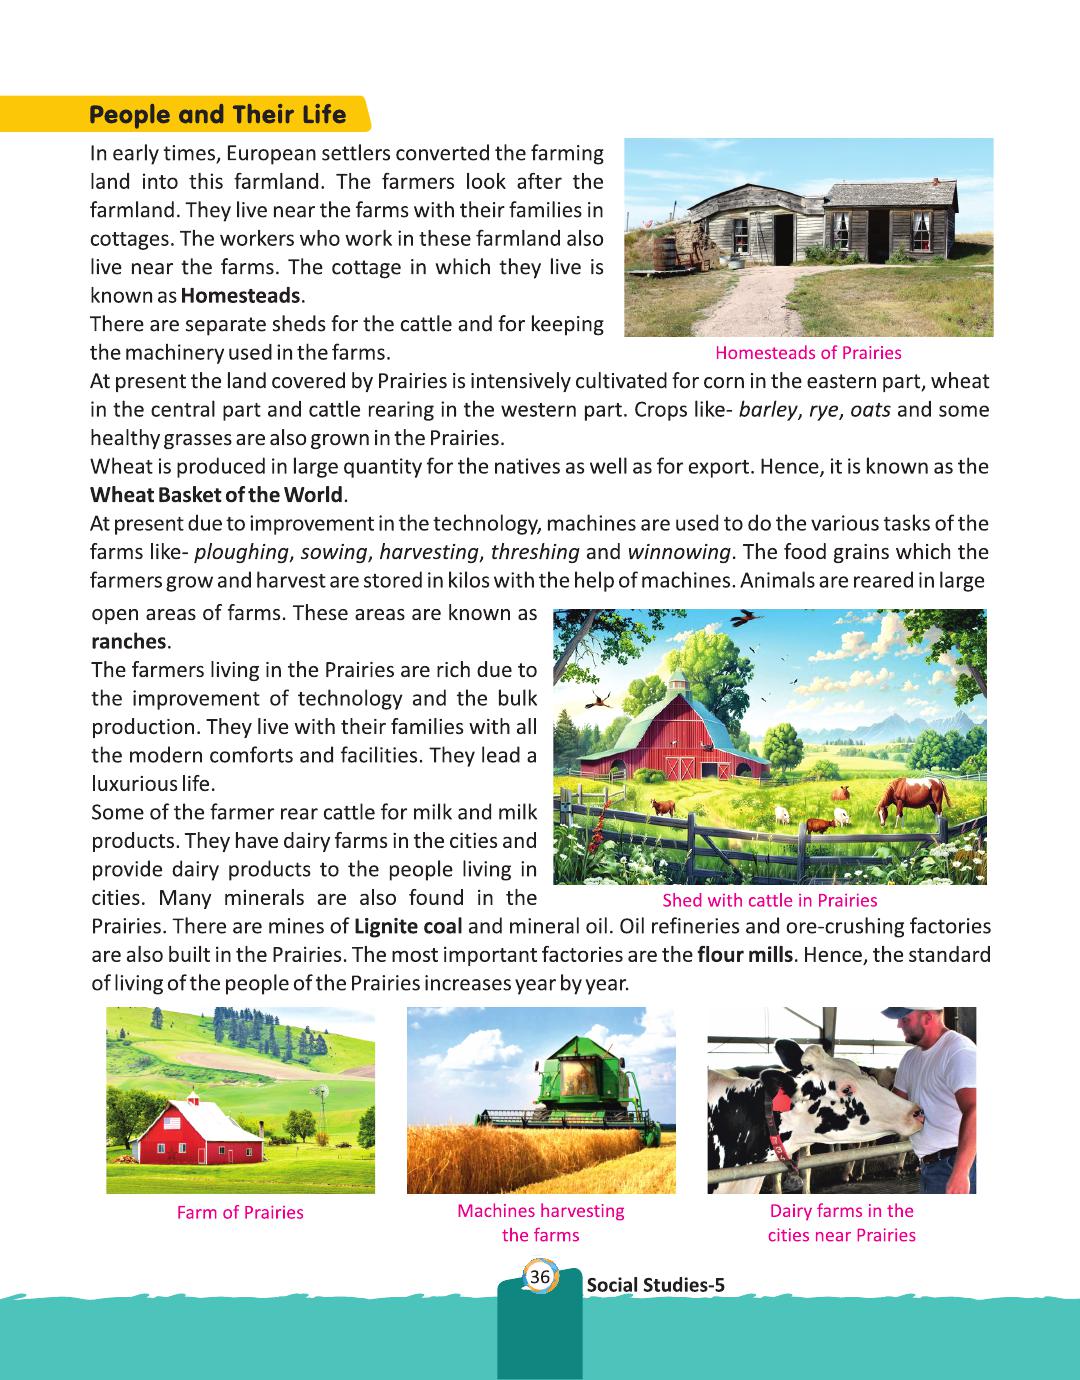 People and Their Life
In early times, European settlers converted the farming
land into this farmland. The farmers look after the
farmland. They live near the farms with their families in
cottages. The workers who work in these farmland also
live near the farms. The cottage in which they live is
known as Homesteads.
There are separate sheds for the cattle and for keeping
the machinery used in the farms.
Homesteads of Prairies
At present the land covered by Prairies is intensively cultivated for corn in the eastern part, wheat
in the central part and cattle rearing in the western part. Crops like- barley, rye, oats and some
healthy grasses are also grown in the Prairies.
Wheat is produced in large quantity for the natives as well as for export. Hence, it is known as the
Wheat Basket of the World.
At present due to improvement in the technology, machines are used to do the various tasks of the
farms like- ploughing, sowing, harvesting, threshing and winnowing. The food grains which the
farmers grow and harvest are stored in kilos with the help of machines. Animals are reared in large
open areas of farms. These areas are known as
ranches.
The farmers living in the Prairies are rich due to
the improvement of technology and the bulk
production. They live with their families with all
the modern comforts and facilities. They lead a
luxurious life.
Some of the farmer rear cattle for milk and milk
products. They have dairy farms in the cities and
provide dairy products to the people living in
cities. Many minerals are also found in the
Shed with cattle in Prairies
Prairies. There are mines of Lignite coal and mineral oil. Oil refineries and ore-crushing factories
are also built in the Prairies. The most important factories are the flour mills. Hence, the standard
of living of the people of the Prairies increases year by year.
Farm of Prairies
Machines harvesting
the farms
Dairy farms in the
cities near Prairies
36
Social Studies-5